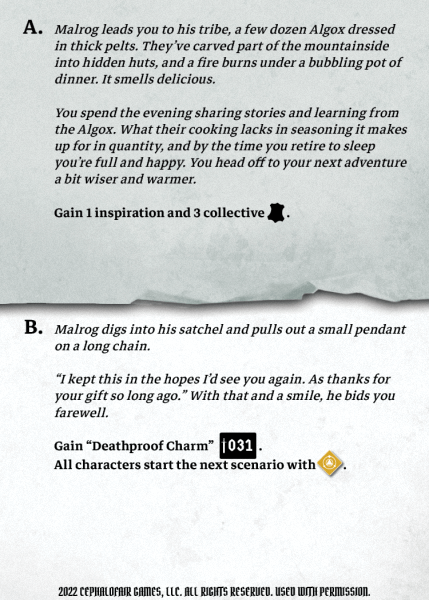 A. Malrog leads you to his tribe, a few dozen Algox dressed
in thick pelts. They’ve carved part of the mountainside
into hidden huts, and a fire burns under a bubbling pot of
dinner. It smells delicious.
You spend the evening sharing stories and learning from
the Algox. What their cooking lacks in seasoning it makes
up for in quantity, and by the time you retire to sleep
you’re full and happy. You head off to your next adventure
a bit wiser and warmer.
Gain 1 inspiration and 3 collective .
B. Malrog digs into his satchel and pulls out a small pendant
on a long chain.
“I kept this in the hopes I’d see you again. As thanks for
your gift so long ago.” With that and a smile, he bids you
farewell.
Gain “Deathproof Charm” 031 .
All characters start the next scenario with .
2022 CEPHALOFAIR GAMES, LLC. ALL RIGHTS RESERVED. USED WITH PERMISSION.